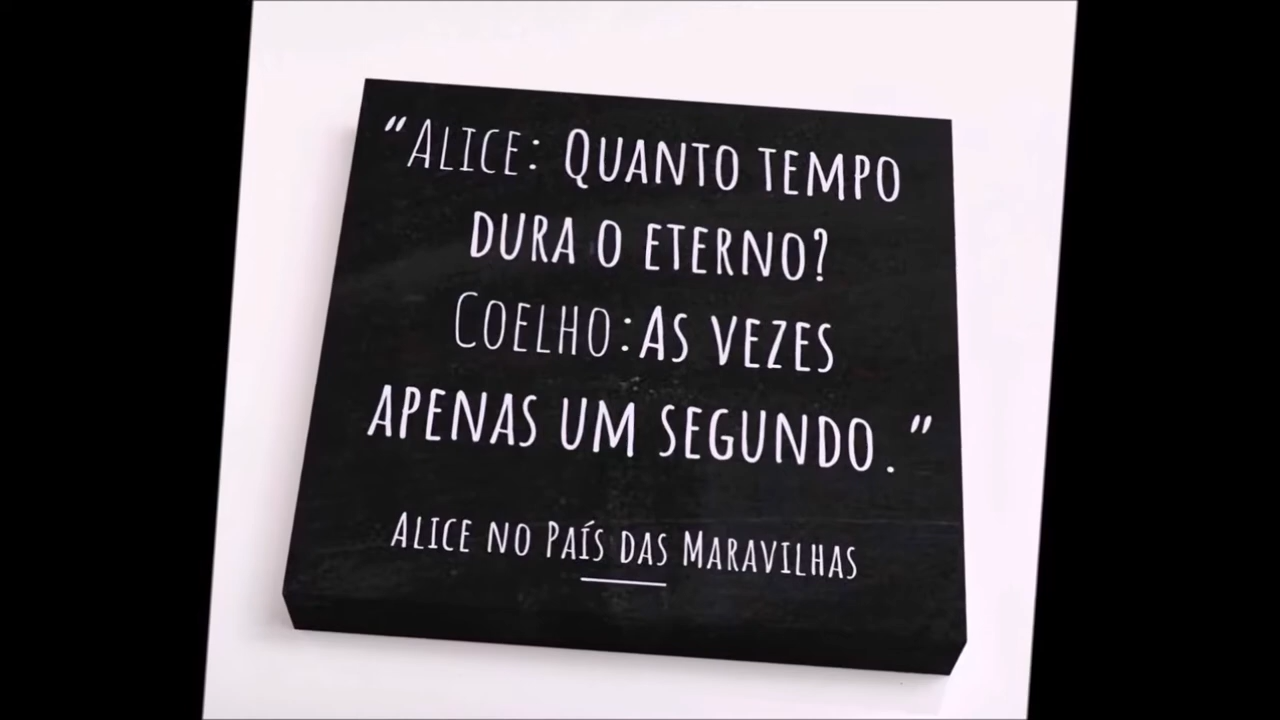 “ALICE: QUANTO TEMPO
DURA O ETERNO?
COELHO:AS VEZES
APENAS UM SEGUNDO.”
ALICE NO PAÍS DAS MARAVILHAS